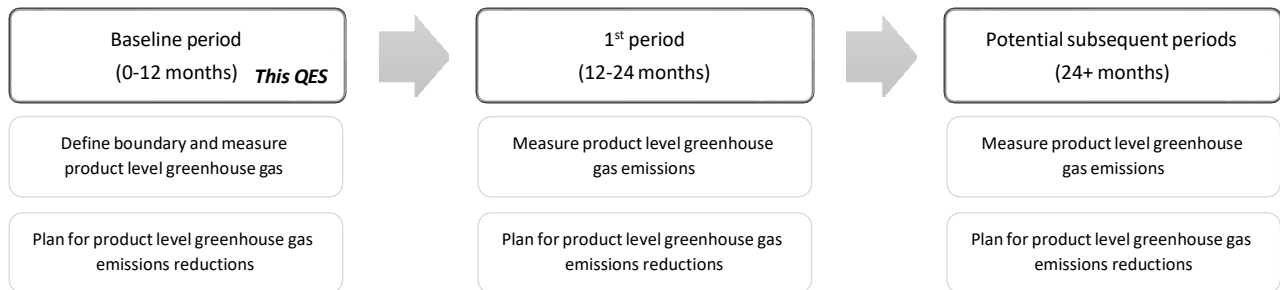 Baseline period
(0-12 months) This QES
1st period
(12-24 months)
Potential subsequent periods
(24+ months)
Define boundary and measure
product level greenhouse gas
Measure product level greenhouse
gas emissions
Measure product level greenhouse
gas emissions
Plan for product level greenhouse gas
emissions reductions
Plan for product level greenhouse gas
emissions reductions
Plan for product level greenhouse gas
emissions reductions